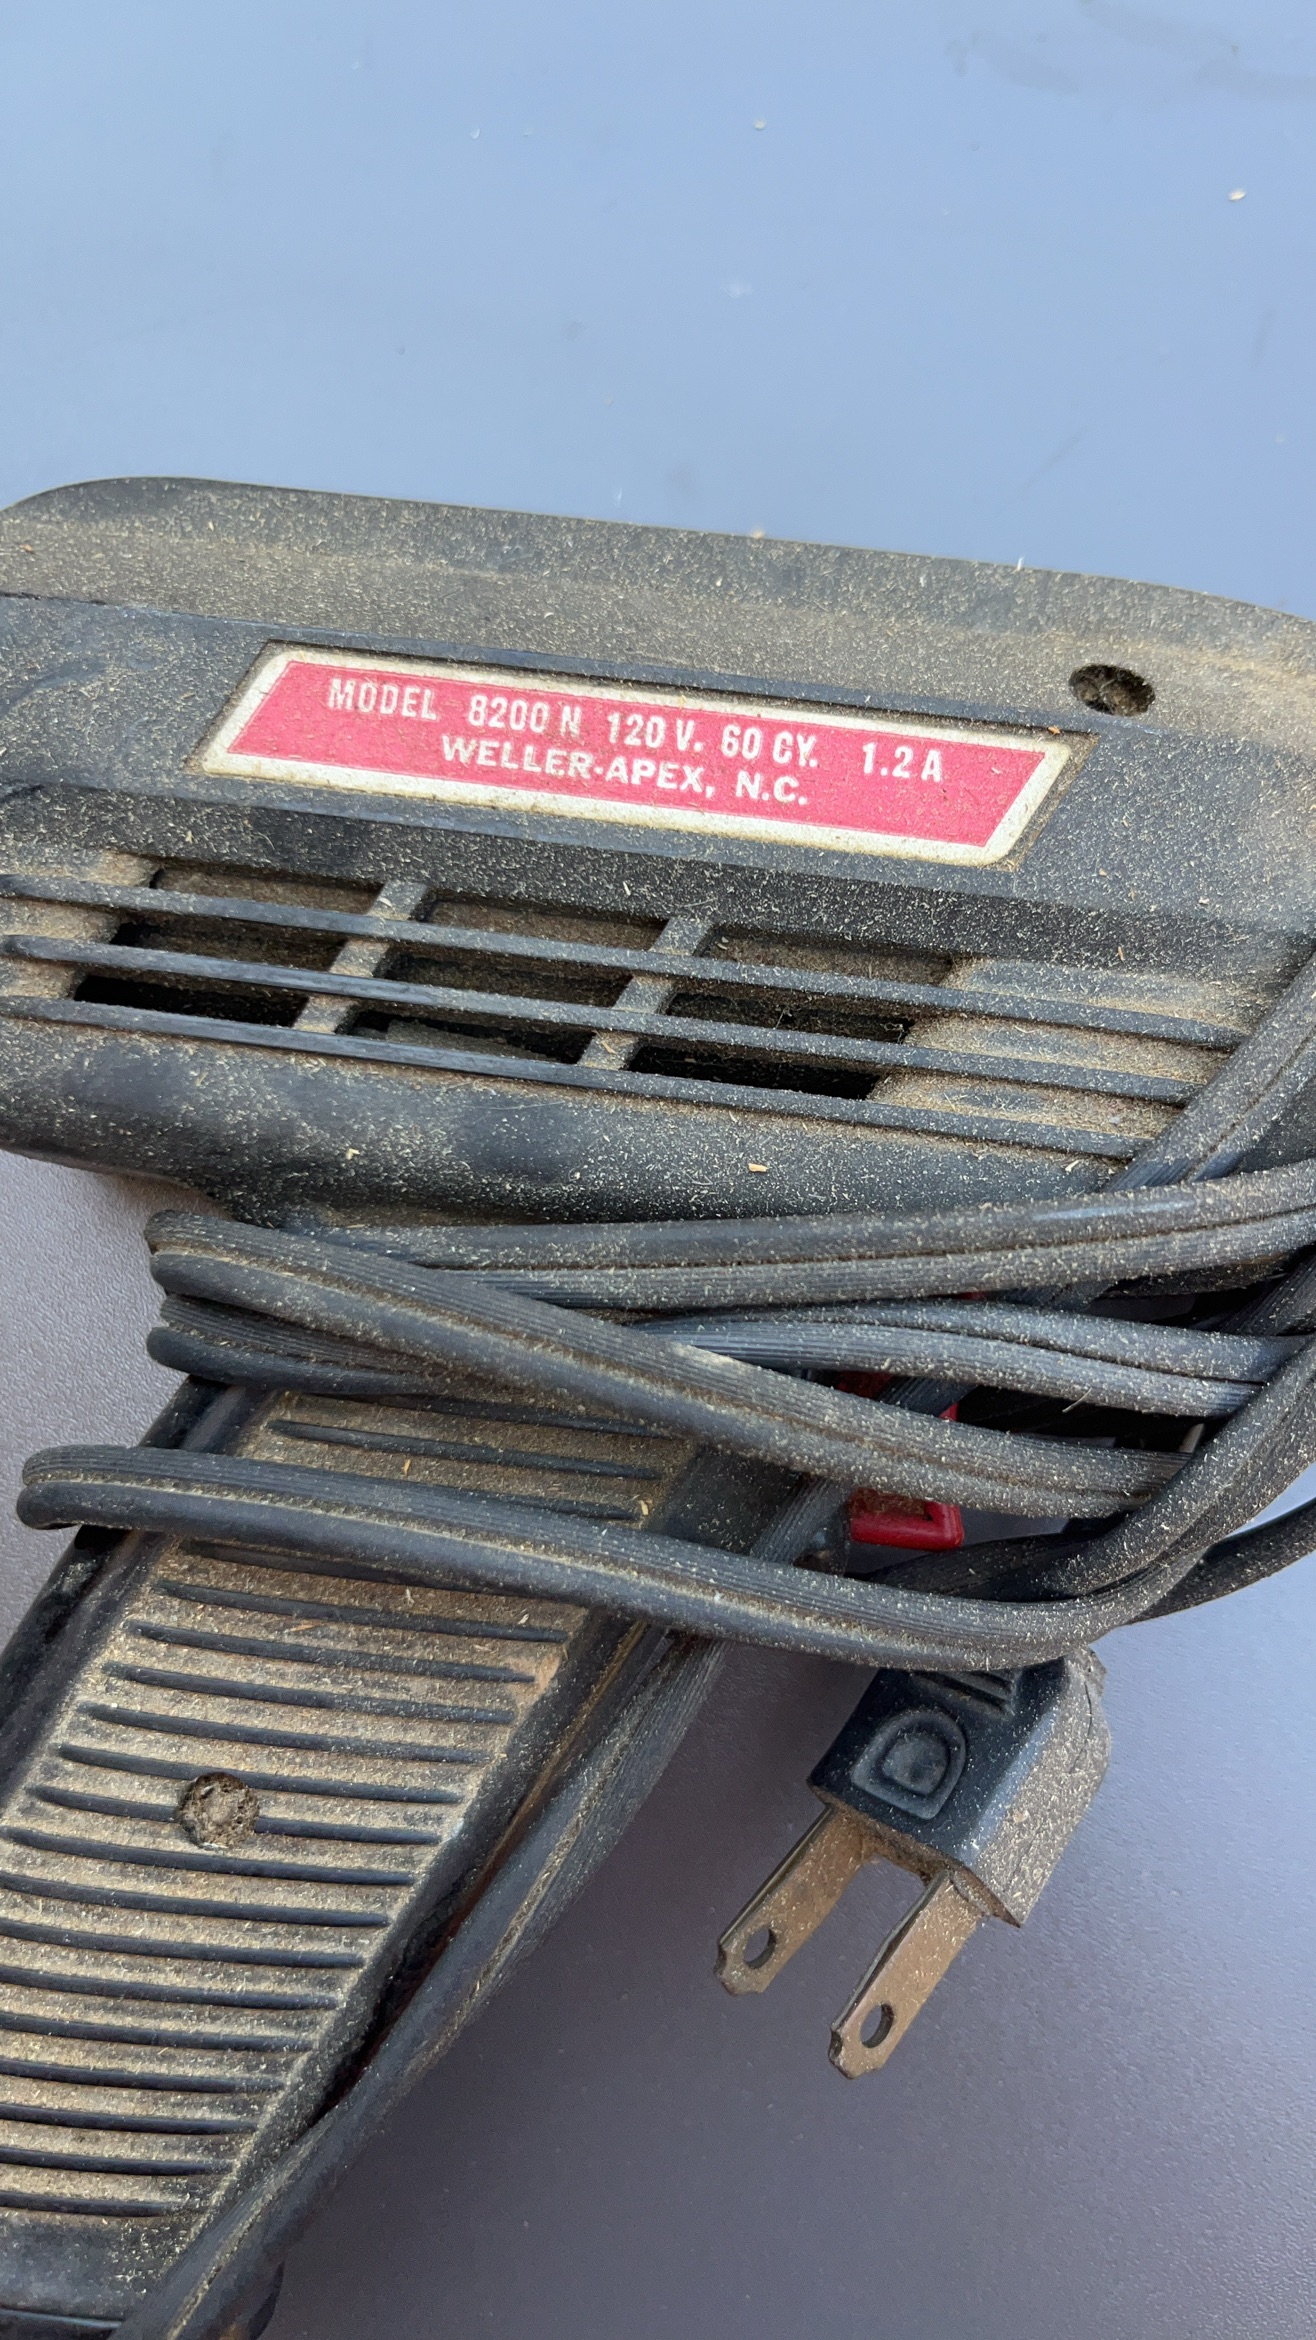 MODEL 8200 N 120 V. 60 CY. 1.2 A
WELLER-APEX, N.C.